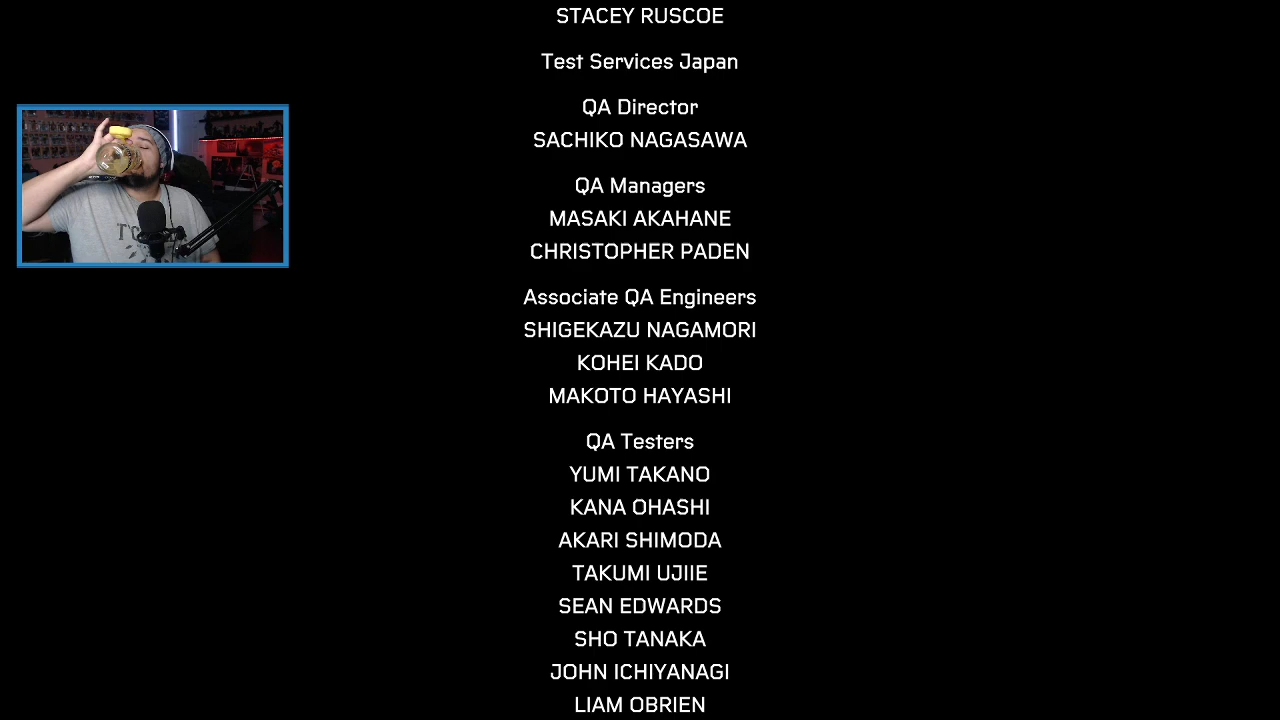 STACEY RUSCOE
Test Services Japan
QA Director
SACHIKO NAGASAWA
QA Managers
MASAKI AKAHANE
CHRISTOPHER PADEN
Associate QA Engineers
SHIGEKAZU NAGAMORI
KOHEI KADO
MAKOTO HAYASHI
QA Testers
YUMI TAKANO
KANA OHASHI
AKARI SHIMODA
TAKUMI UJIIE
SEAN EDWARDS
SHO TANAKA
JOHN ICHIYANAGI
LIAM OBRIEN